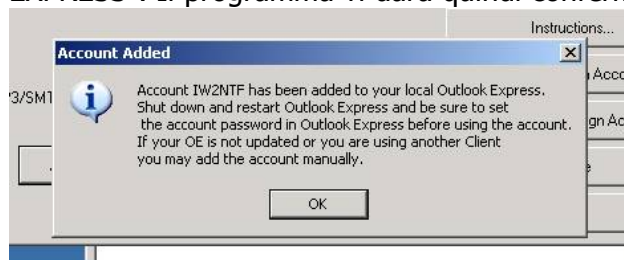 Instructions...
Account Added
Account IW2NTF has been added to your local Outlook Express.
Shut down and restart Outlook Express and be sure to set
the account password in Outlook Express before using the account.
If your OE is not updated or you are using another Client
you may add the account manually.
OK